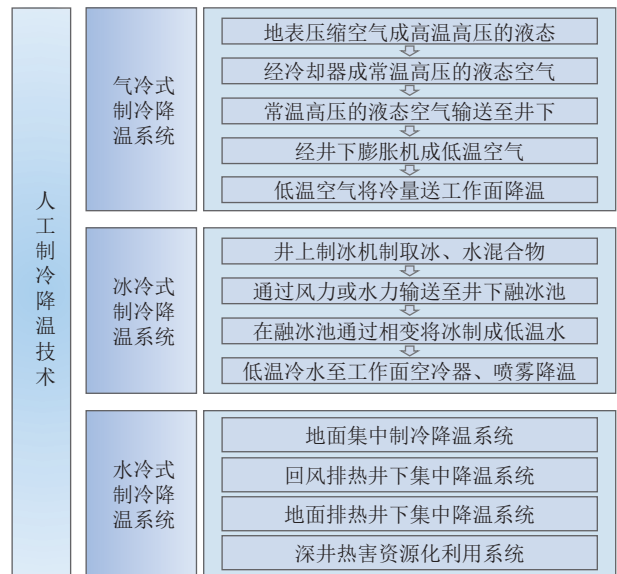 人工制冷降温技术
气冷式
制冷降
温系统
地表压缩空气成高温高压的液态
经冷却器成常温高压的液态空气
常温高压的液态空气输送至井下
经井下膨胀机成低温空气
低温空气将冷量送工作面降温
冰冷式
制冷降
温系统
井上制冰机制取冰、水混合物
通过风力或水力输送至井下融冰池
在融冰池通过相变将冰制成低温水
低温冷水至工作面空冷器、喷雾降温
水冷式
制冷降
温系统
地面集中制冷降温系统
回风排热井下集中降温系统
地面排热井下集中降温系统
深井热害资源化利用系统